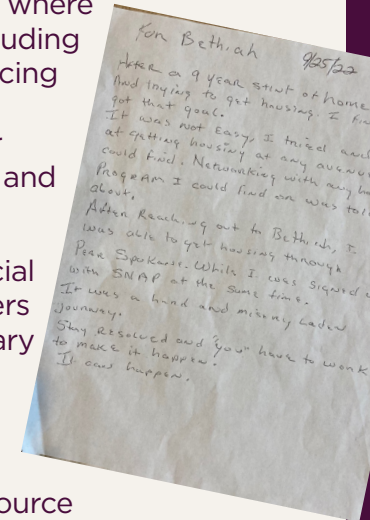 where
uding
cing
and
cial
ers
ary
ource
For Bethiah
9/25/22
After a 9 year stint of home
And trying to get housing. I
got that goal.
It was not Easy, I tried and
at getting housing at any
could find. Networking with any
Program I could find or was tol
about.
After Reaching out to Bethiah, I
was able to get housing through
Peer Spokane. While I was signed
with SNAP at the same time.
It was a hard and misery laden
Journey.
Stay Resolved and "you" have to work
to make it happen.
It can happen.